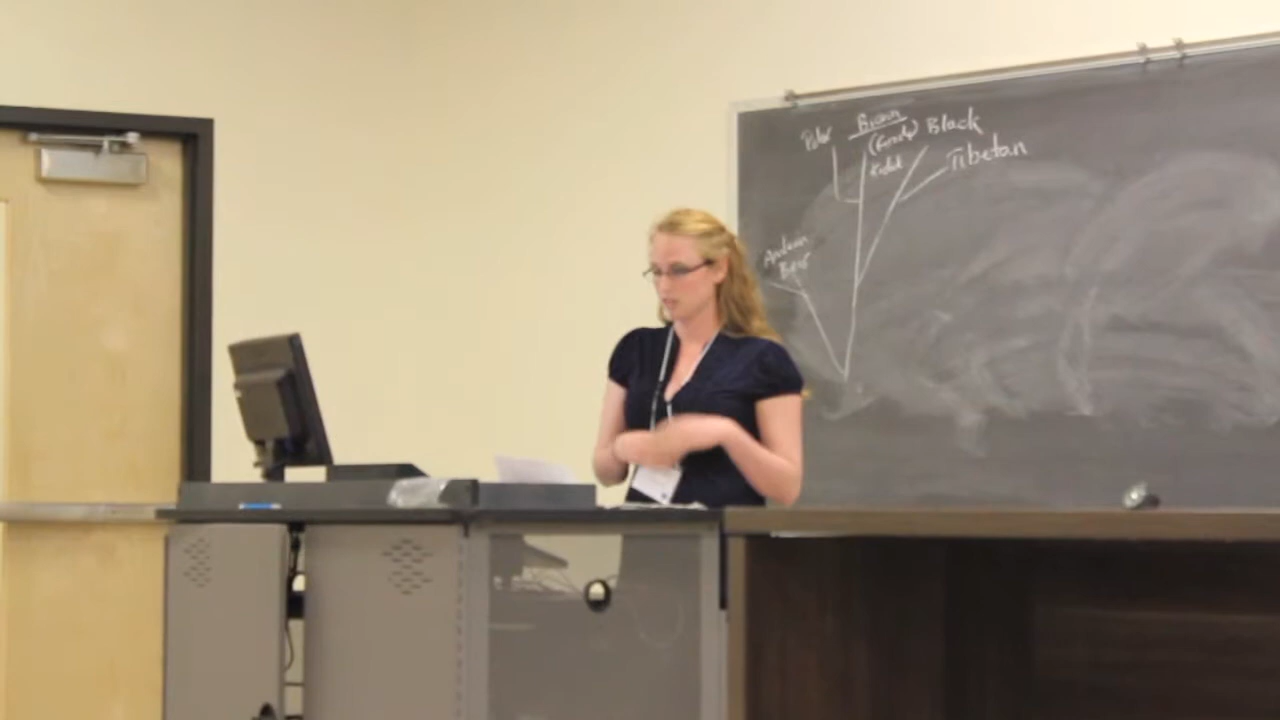 Polar
Brown
(Grizzly)
Kodiak
Black
Tibetan
Andean
Bear